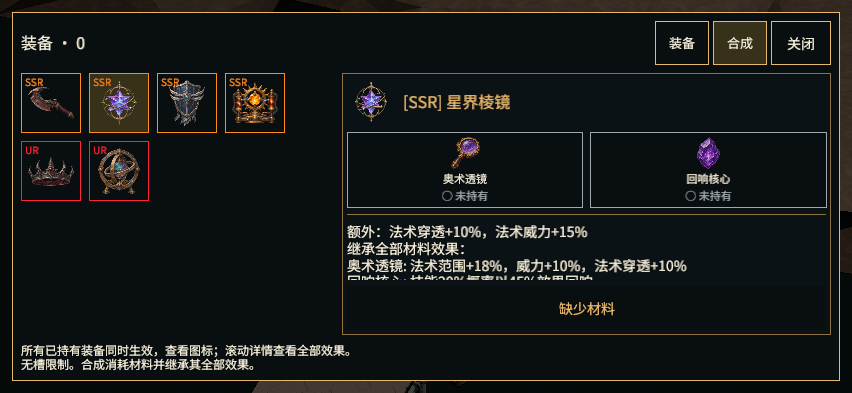 装备 · 0
装备
合成
关闭
SSR
SSR
SSR
SSR
UR
UR
[SSR] 星界棱镜
奥术透镜
○ 未持有
回响核心
○ 未持有
额外：法术穿透+10%，法术威力+15%
继承全部材料效果：
奥术透镜: 法术范围+18%，威力+10%，法术穿透+10%
缺少材料
所有已持有装备同时生效，查看图标；滚动详情查看全部效果。
无槽限制。合成消耗材料并继承其全部效果。